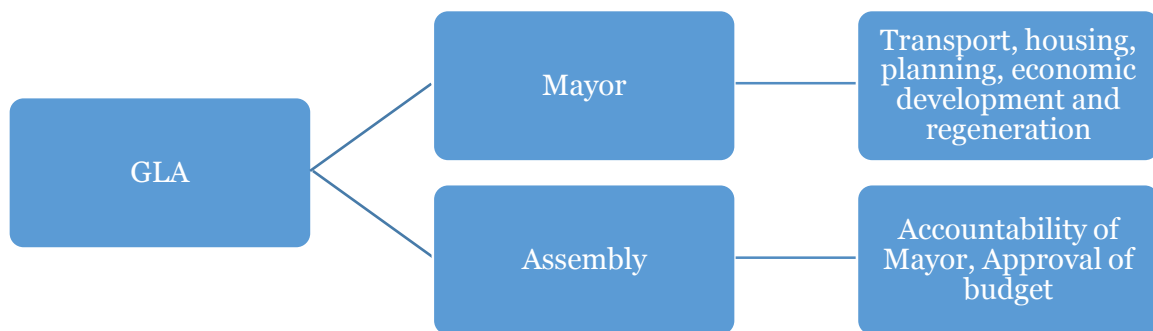 GLA
Mayor
Transport, housing,
planning, economic
development and
regeneration
Assembly
Accountability of
Mayor, Approval of
budget